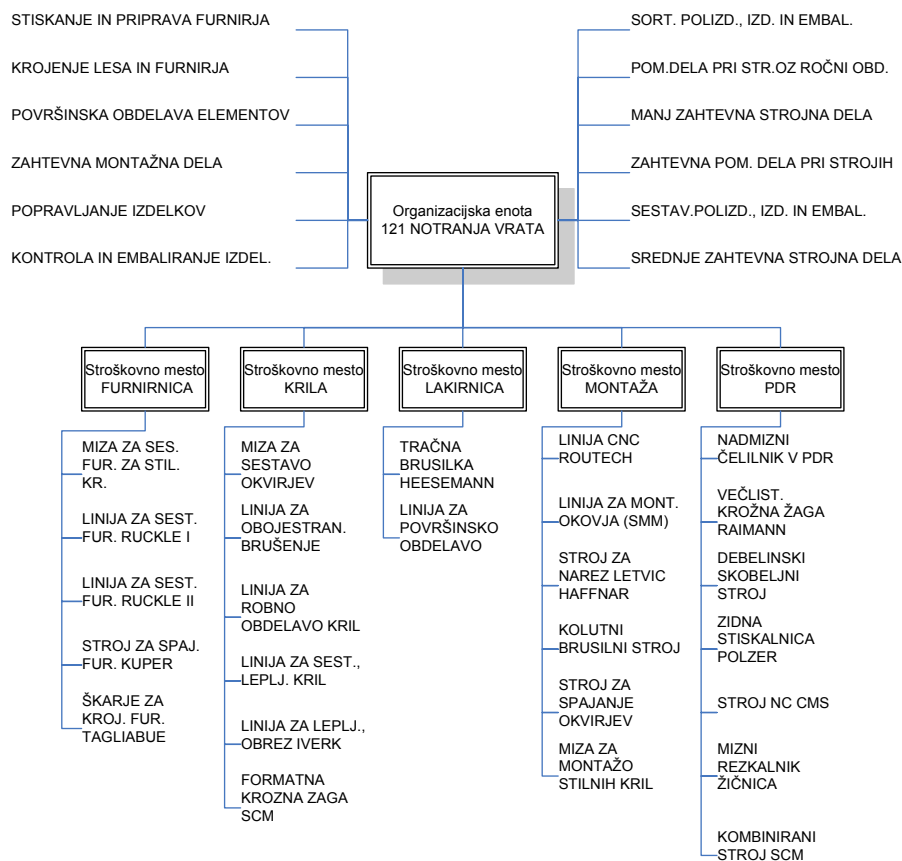 STISKANJE IN PRIPRAVA FURNIRJA
KROJENJE LESA IN FURNIRJA
POVRŠINSKA OBDELAVA ELEMENTOV
ZAHTEVNA MONTAŽNA DELA
POPRAVLJANJE IZDELKOV
KONTROLA IN EMBALIRANJE IZDEL.
Organizacijska enota
121 NOTRANJA VRATA
SORT. POLIZD., IZD. IN EMBAL.
POM.DELA PRI STR.OZ ROČNI OBD.
MANJ ZAHTEVNA STROJNA DELA
ZAHTEVNA POM. DELA PRI STROJIH
SESTAV.POLIZD., IZD. IN EMBAL.
SREDNJE ZAHTEVNA STROJNA DELA
Stroškovno mesto
FURNIRNICA
MIZA ZA SES.
FUR. ZA STIL.
KR.
LINIJA ZA SEST.
FUR. RUCKLE I
LINIJA ZA SEST.
FUR. RUCKLE II
STROJ ZA SPAJ.
FUR. KUPER
ŠKARJE ZA
KROJ. FUR.
TAGLIABUE
Stroškovno mesto
KRILA
MIZA ZA
SESTAVO
OKVIRJEV
LINIJA ZA
OBOJESTRAN.
BRUŠENJE
LINIJA ZA
ROBNO
OBDELAVO KRIL
LINIJA ZA SEST.,
LEPLJ. KRIL
LINIJA ZA LEPLJ.,
OBREZ IVERK
FORMATNA
KROZNA ZAGA
SCM
Stroškovno mesto
LAKIRNICA
TRAČNA
BRUSILKA
HEESEMANN
LINIJA ZA
POVRŠINSKO
OBDELAVO
Stroškovno mesto
MONTAŽA
LINIJA CNC
ROUTECH
LINIJA ZA MONT.
OKOVJA (SMM)
STROJ ZA
NAREZ LETVIC
HAFFNAR
KOLUTNI
BRUSILNI STROJ
STROJ ZA
SPAJANJE
OKVIRJEV
MIZA ZA
MONTAŽO
STILNIH KRIL
Stroškovno mesto
PDR
NADMIZNI
ČELILNIK V PDR
VEČLIST.
KROŽNA ŽAGA
RAIMANN
DEBELINSKI
SKOBELJNI
STROJ
ZIDNA
STISKALNICA
POLZER
STROJ NC CMS
MIZNI
REZKALNIK
ŽIČNICA
KOMBINIRANI
STROJ SCM